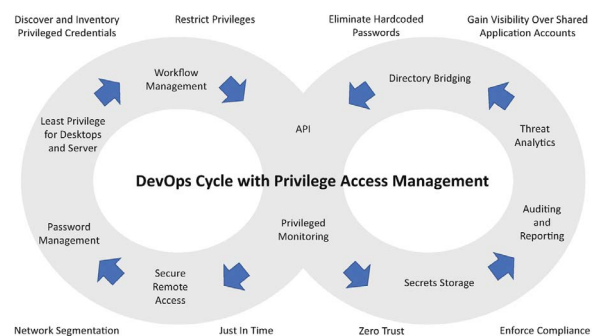 Discover and Inventory
Privileged Credentials
Restrict Privileges
Eliminate Hardcoded
Passwords
Gain Visibility Over Shared
Application Accounts
Workflow
Management
Directory Bridging
Least Privilege
for Desktops
and Server
API
Threat
Analytics
DevOps Cycle with Privilege Access Management
Password
Management
Privileged
Monitoring
Auditing
and
Reporting
Secure
Remote
Access
Secrets Storage
Network Segmentation
Just In Time
Zero Trust
Enforce Compliance